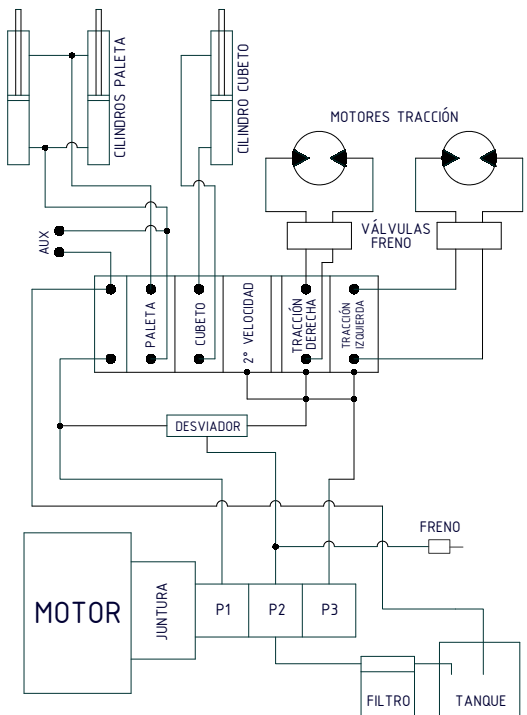 CILINDROS PALETA
CILINDRO CUBETO
MOTORES TRACCIÓN
VÁLVULAS
FRENO
AUX
PALETA
CUBETO
2° VELOCIDAD
TRACCIÓN
DERECHA
TRACCIÓN
IZQUIERDA
DESVIADOR
FRENO
MOTOR
JUNTURA
P1
P2
P3
FILTRO
TANQUE